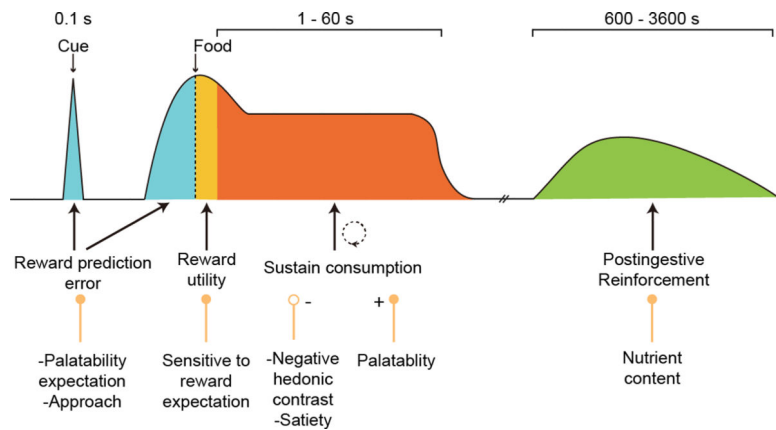 0.1 s
1 - 60 s
600 - 3600 s
Cue
Food
Reward prediction
error
Reward
utility
Sustain consumption
Postingestive
Reinforcement
-
+
-Palatability
expectation
-Approach
Sensitive to
reward
expectation
-Negative
hedonic
contrast
-Satiety
Palatablity
Nutrient
content